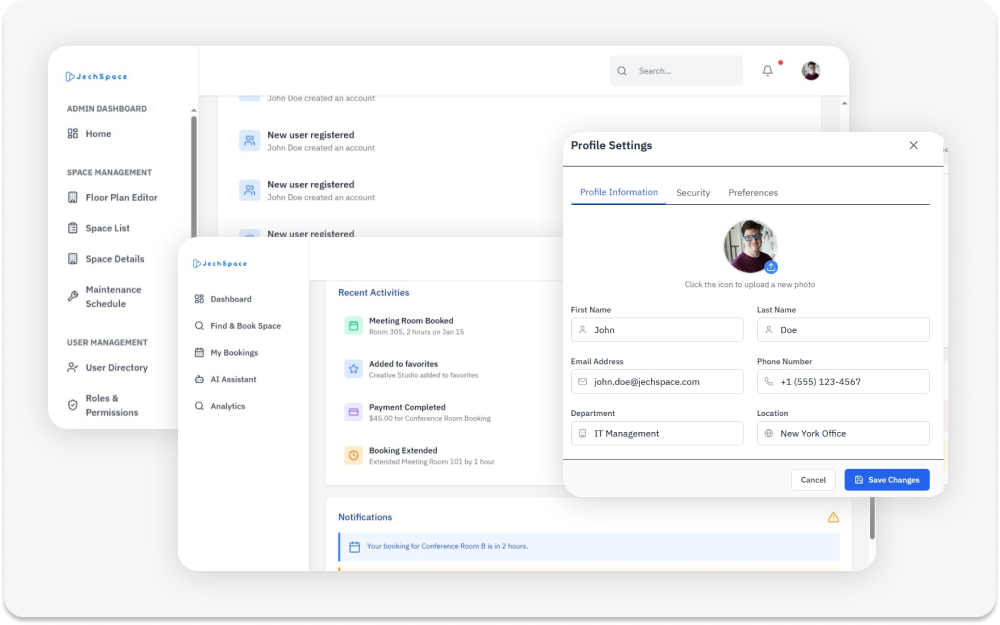 JechSpace
ADMIN DASHBOARD
Home
SPACE MANAGEMENT
Floor Plan Editor
Space List
Space Details
Maintenance
Schedule
USER MANAGEMENT
User Directory
Roles &
Permissions
Search...
John Doe created an account
New user registered
John Doe created an account
New user registered
John Doe created an account
New user registered
JechSpace
Dashboard
Find & Book Space
My Bookings
AI Assistant
Analytics
Recent Activities
Meeting Room Booked
Room 305, 2 hours on Jan 15
Added to favorites
Creative Studio added to favorites
Payment Completed
$45.00 for Conference Room Booking
Booking Extended
Extended Meeting Room 101 by 1 hour
Notifications
Your booking for Conference Room B is in 2 hours.
Profile Settings
Profile Information
Security
Preferences
Click the icon to upload a new photo
First Name
John
Last Name
Doe
Email Address
john.doe@jechspace.com
Phone Number
+1 (555) 123-4567
Department
IT Management
Location
New York Office
Cancel
Save Changes